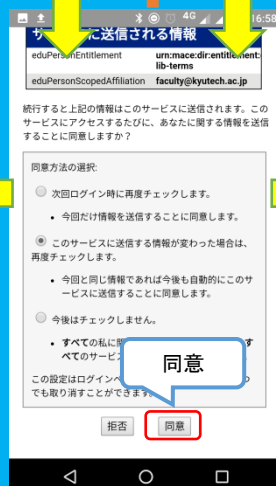 4G 16:58
に送信される情報
eduPersonEntitlement urn:mace:dir:entitlement:
lib-terms
eduPersonScopedAffiliation faculty@kyutech.ac.jp
続行すると上記の情報はこのサービスに送信されます。この
サービスにアクセスするたびに、あなたに関する情報を送信
することに同意しますか？
同意方法の選択:
次回ログイン時に再度チェックします。
• 今回だけ情報を送信することに同意します。
このサービスに送信する情報が変わった場合は、
再度チェックします。
• 今回と同じ情報であれば今後も自動的にこのサ
ービスに送信することに同意します。
今後はチェックしません。
• すべての私に
す
べてのサービス
同意
この設定はログインペ
でも取り消すことができます
拒否 同意